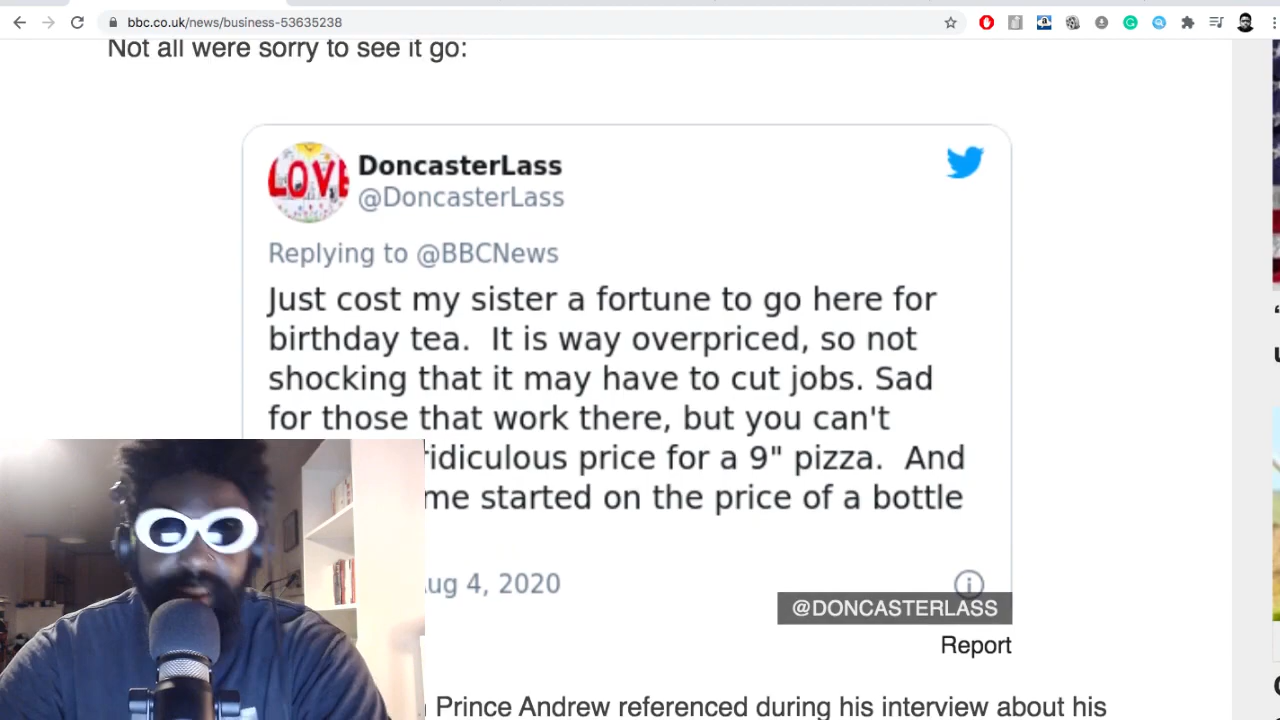 bbc.co.uk/news/business-53635238
Not all were sorry to see it go:
LOVE
DoncasterLass
@DoncasterLass
Replying to @BBCNews
Just cost my sister a fortune to go here for
birthday tea. It is way overpriced, so not
shocking that it may have to cut jobs. Sad
for those that work there, but you can't
ridiculous price for a 9" pizza. And
me started on the price of a bottle
ug 4, 2020
@DONCASTERLASS
Report
Prince Andrew referenced during his interview about his